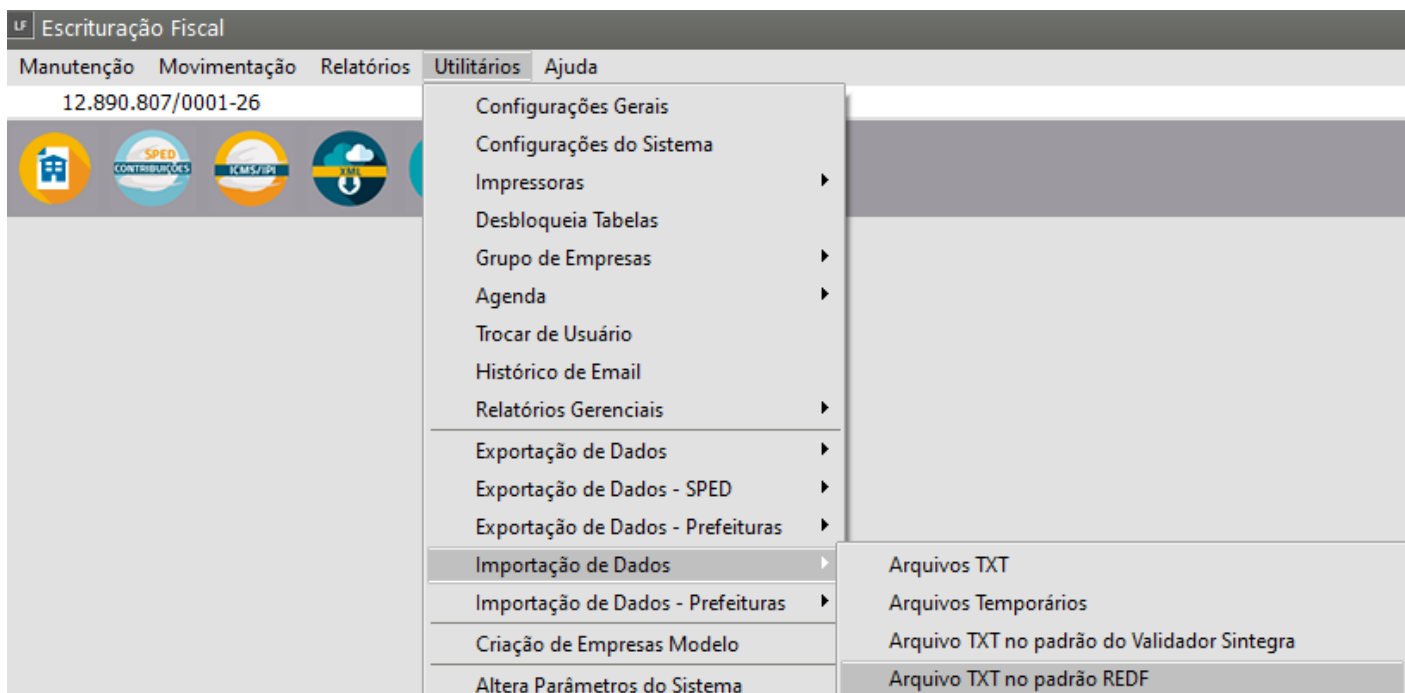 LF Escrituração Fiscal
Manutenção Movimentação Relatórios Utilitários Ajuda
12.890.807/0001-26
SPED
CONTRIBUIÇÕES
ICMS/IPI
XML
Configurações Gerais
Configurações do Sistema
Impressoras
Desbloqueia Tabelas
Grupo de Empresas
Agenda
Trocar de Usuário
Histórico de Email
Relatórios Gerenciais
Exportação de Dados
Exportação de Dados - SPED
Exportação de Dados - Prefeituras
Importação de Dados
Importação de Dados - Prefeituras
Criação de Empresas Modelo
Altera Parâmetros do Sistema
Arquivos TXT
Arquivos Temporários
Arquivo TXT no padrão do Validador Sintegra
Arquivo TXT no padrão REDF